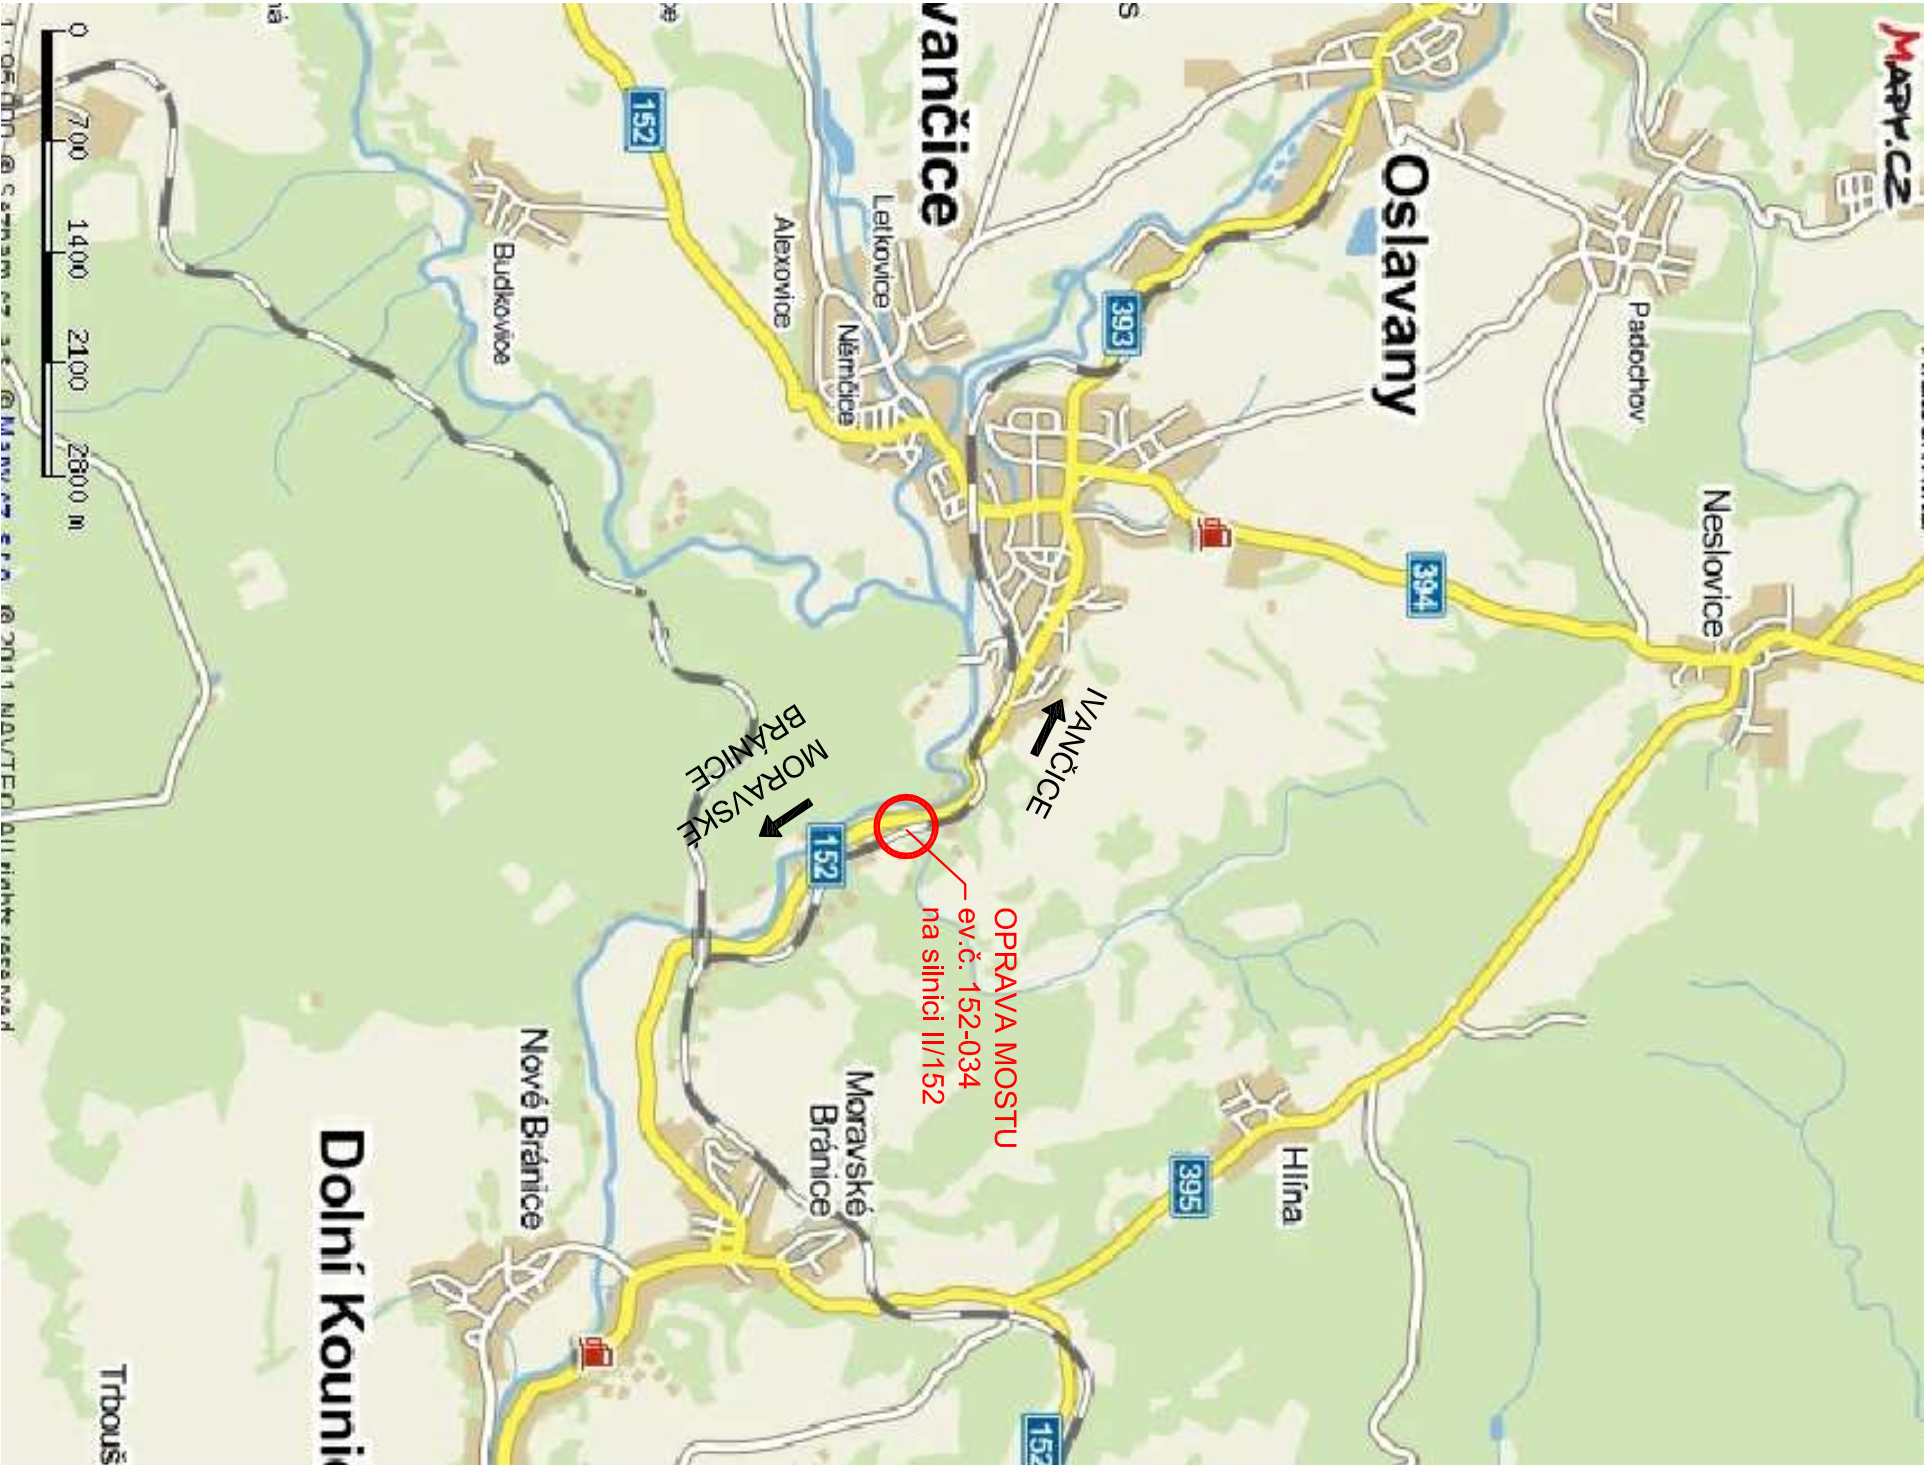 MAPY.CZ
Oslavany
Padochov
Neslovice
vančice
Letkovice
Alexovice
Němčice
Budkovice
152
393
394
IVANČICE
MORAVSKÉ
BRÁNICE
152
OPRAVA MOSTU
ev.č. 152-034
na silnici II/152
Hlína
395
Moravské
Bránice
Nové Bránice
Dolní Kounic
Trbouš
152
0 700 1400 2100 2800 m